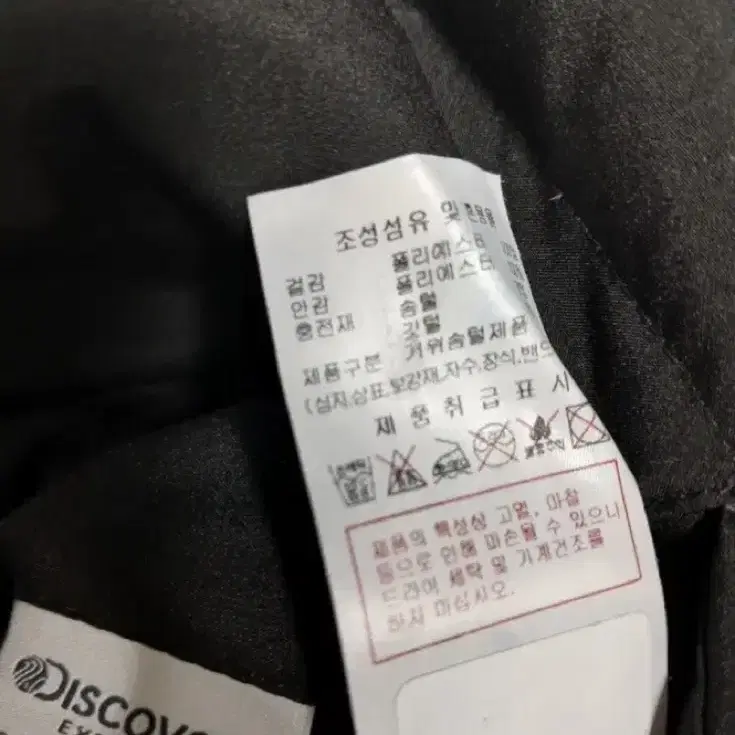 조성섬유 및 혼용율
겉감 폴리에스터
안감 폴리에스터
충전재 솜털
깃털
제품구분 거위솜털제품
(심지,상표,보강재,자수,장식,밴드
제품취급표시
제품의 특성상 고열, 마찰
등으로 인해 파손될 수 있으니
드라이 세탁 및 기계건조를
하지 마십시오.
DISCOV